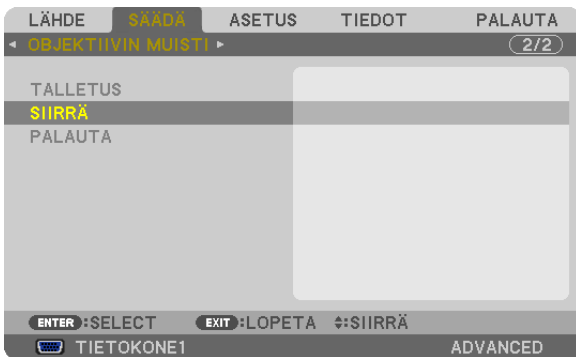 LÄHDE SÄÄDÄ ASETUS TIEDOT PALAUTA
OBJEKTIIVIN MUISTI 2/2
TALLETUS
SIIRRÄ
PALAUTA
ENTER :SELECT EXIT :LOPETA :SIIRRÄ
TIETOKONE1 ADVANCED